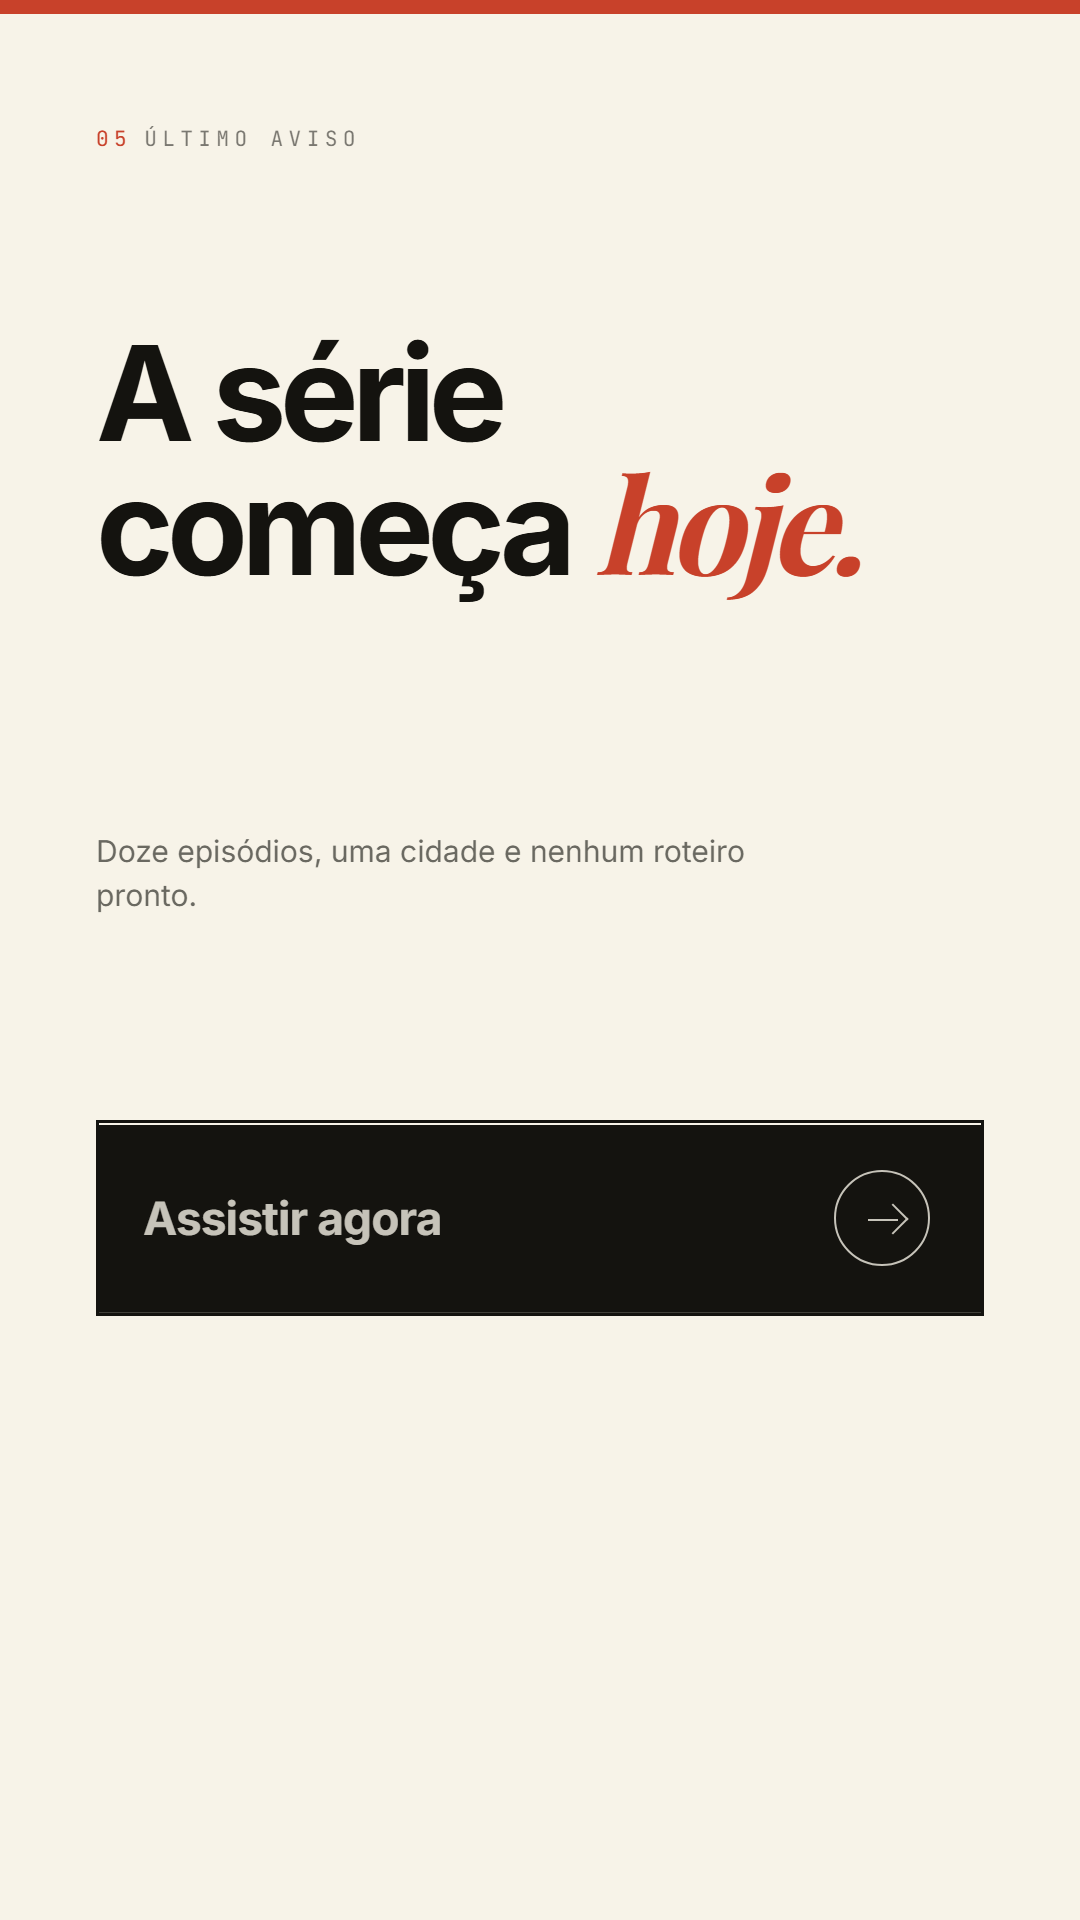 05 ÚLTIMO AVISO
A série
começa hoje.
Doze episódios, uma cidade e nenhum roteiro
pronto.
Assistir agora